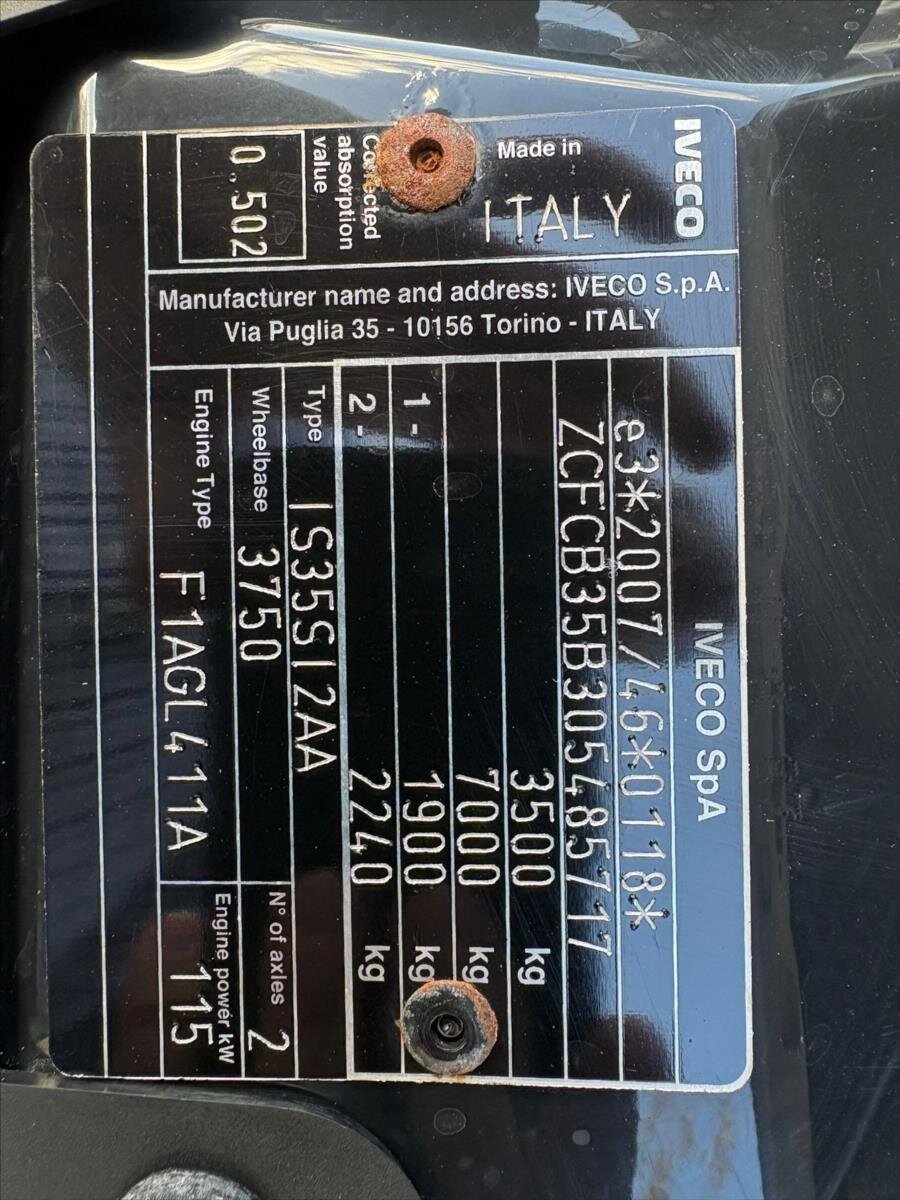 IVECO SpA
e3*2007/46*0118*
ZCFCB35B305485717
3500 kg
7000 kg
1- 1900 kg
2- 2240 kg
Type IS35SI2AA
Wheelbase 3750 N° of axles 2
Engine Type F1AGL411A Engine power kW 115
Manufacturer name and address: IVECO S.p.A.
Via Puglia 35 - 10156 Torino - ITALY
IVECO
Made in
ITALY
Corrected
absorption
value
0.502